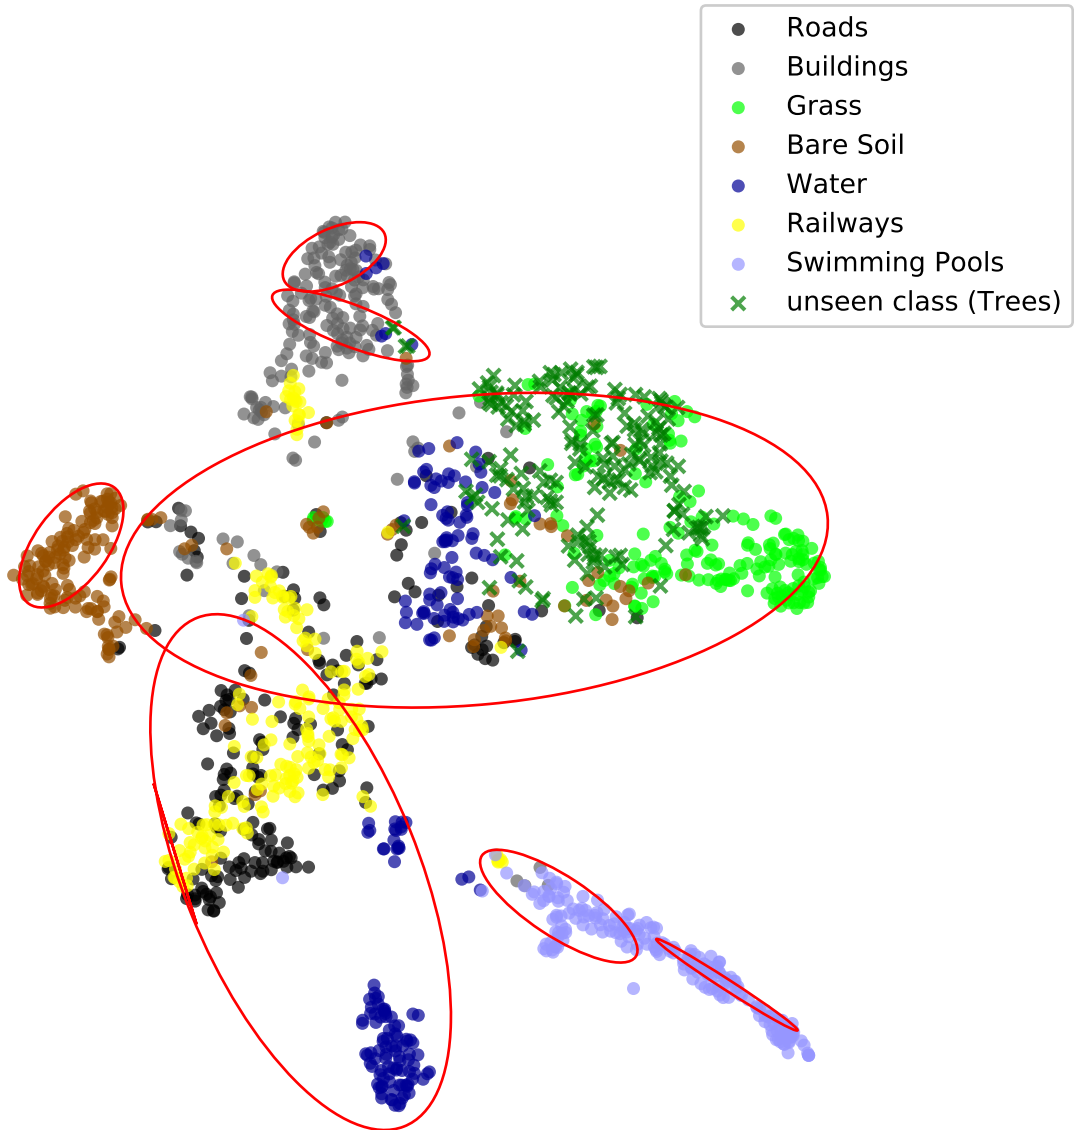 Roads
Buildings
Grass
Bare Soil
Water
Railways
Swimming Pools
unseen class (Trees)